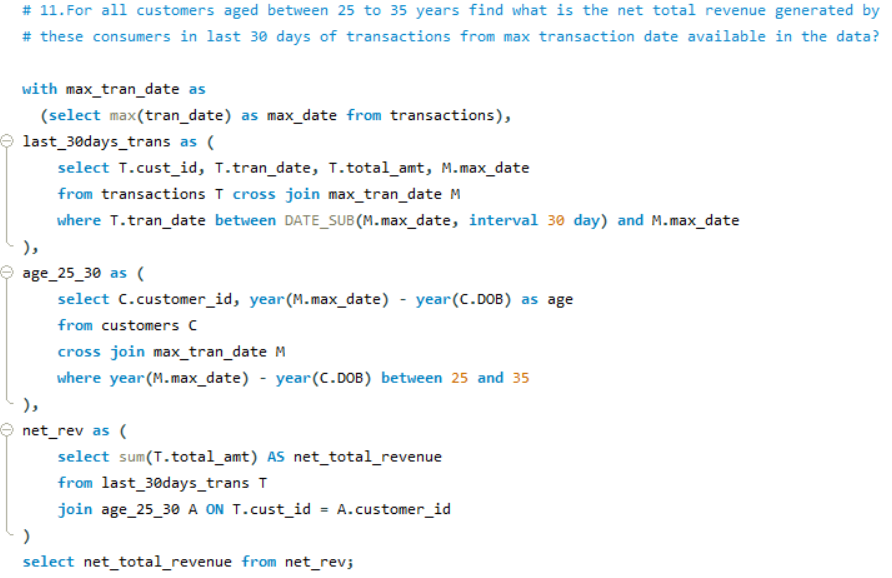 # 11.For all customers aged between 25 to 35 years find what is the net total revenue generated by
# these consumers in last 30 days of transactions from max transaction date available in the data?
with max_tran_date as
(select max(tran_date) as max_date from transactions),
last_30days_trans as (
select T.cust_id, T.tran_date, T.total_amt, M.max_date
from transactions T cross join max_tran_date M
where T.tran_date between DATE_SUB(M.max_date, interval 30 day) and M.max_date
),
age_25_30 as (
select C.customer_id, year(M.max_date) - year(C.DOB) as age
from customers C
cross join max_tran_date M
where year(M.max_date) - year(C.DOB) between 25 and 35
),
net_rev as (
select sum(T.total_amt) AS net_total_revenue
from last_30days_trans T
join age_25_30 A ON T.cust_id = A.customer_id
)
select net_total_revenue from net_rev;